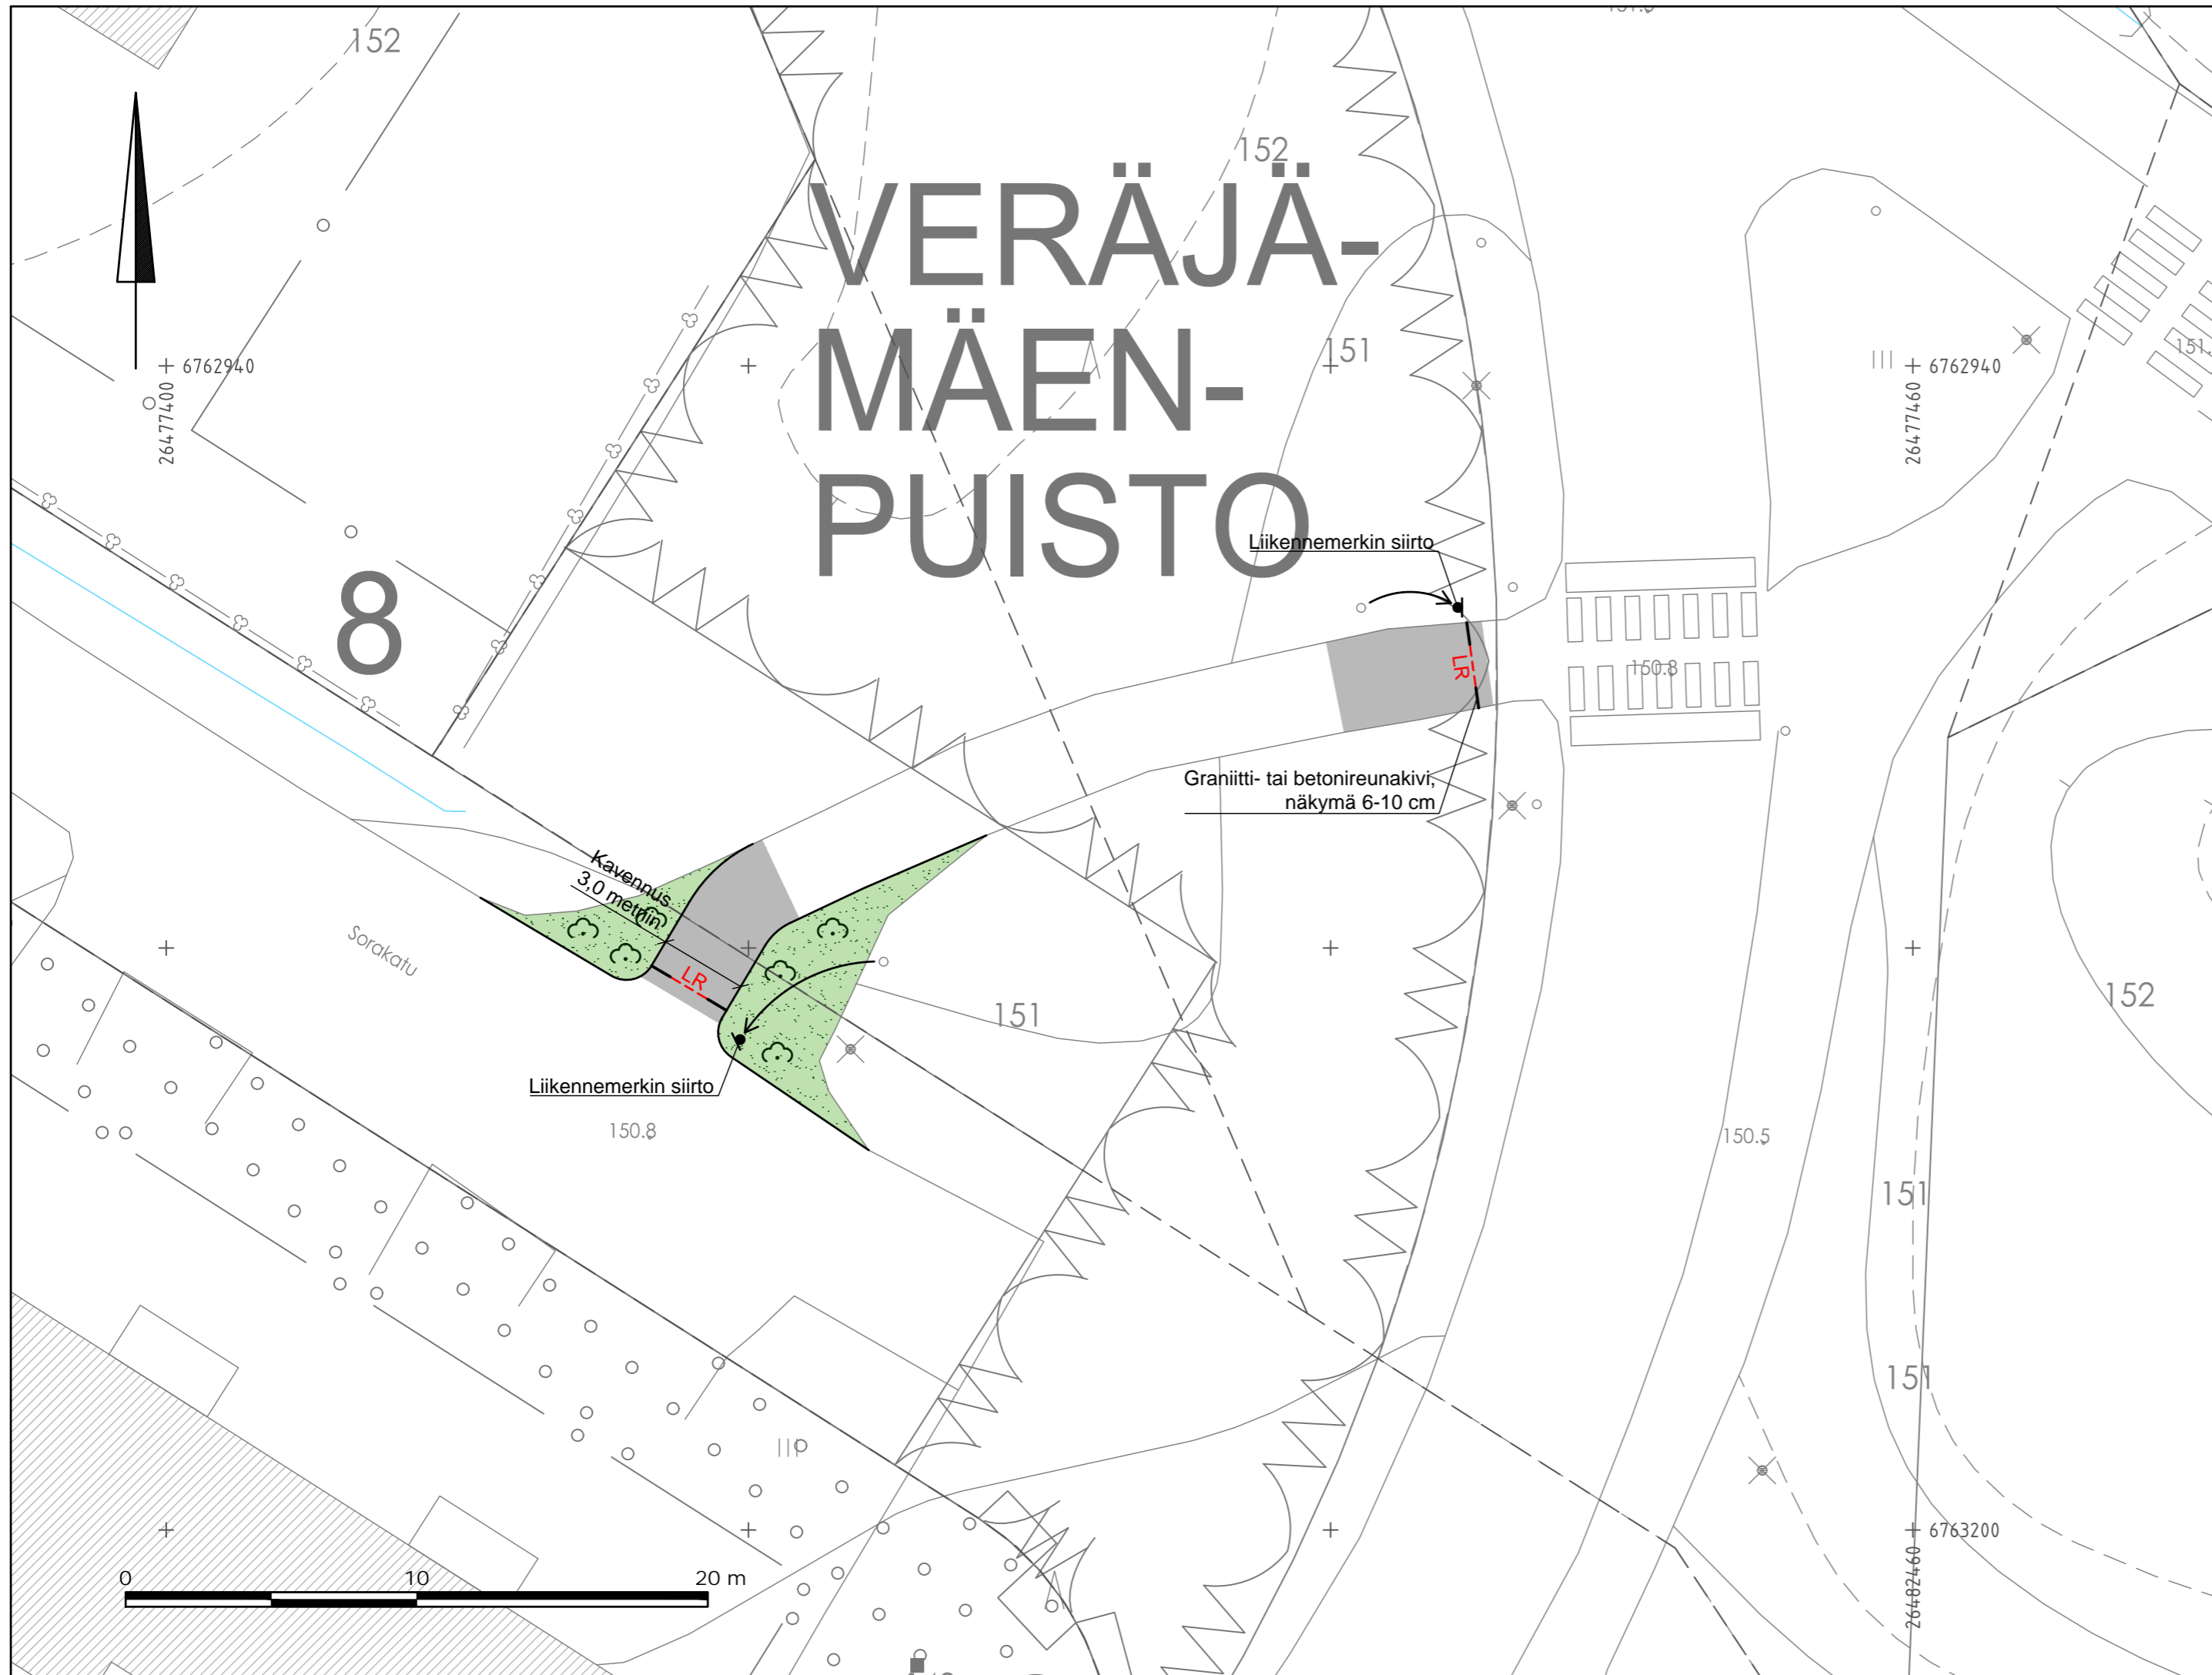 152
152
VERÄJÄ-
MÄEN-
PUISTO
151
6762940
26477400
6762940
26477460
8
Liikennemerkin siirto
LR
150.8
Graniitti- tai betonireunakivi,
näkymä 6-10 cm
Kavennus
3,0 metriin
LR
Sorakatu
151
152
Liikennemerkin siirto
150.8
150.5
151
151
6763200
26482460
0 10 20 m